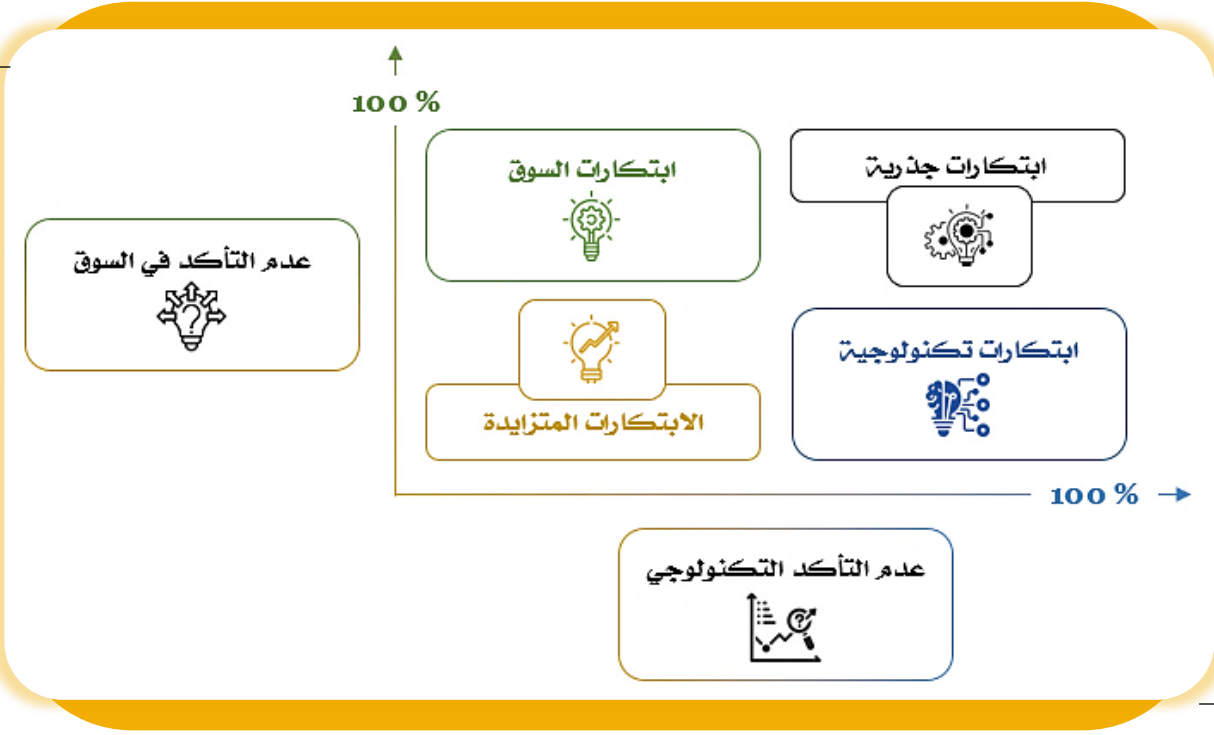 100 %
ابتكارات جذرية
ابتكارات السوق
عدم التأكد في السوق
ابتكارات تكنولوجية
الابتكارات المتزايدة
100 %
عدم التأكد التكنولوجي